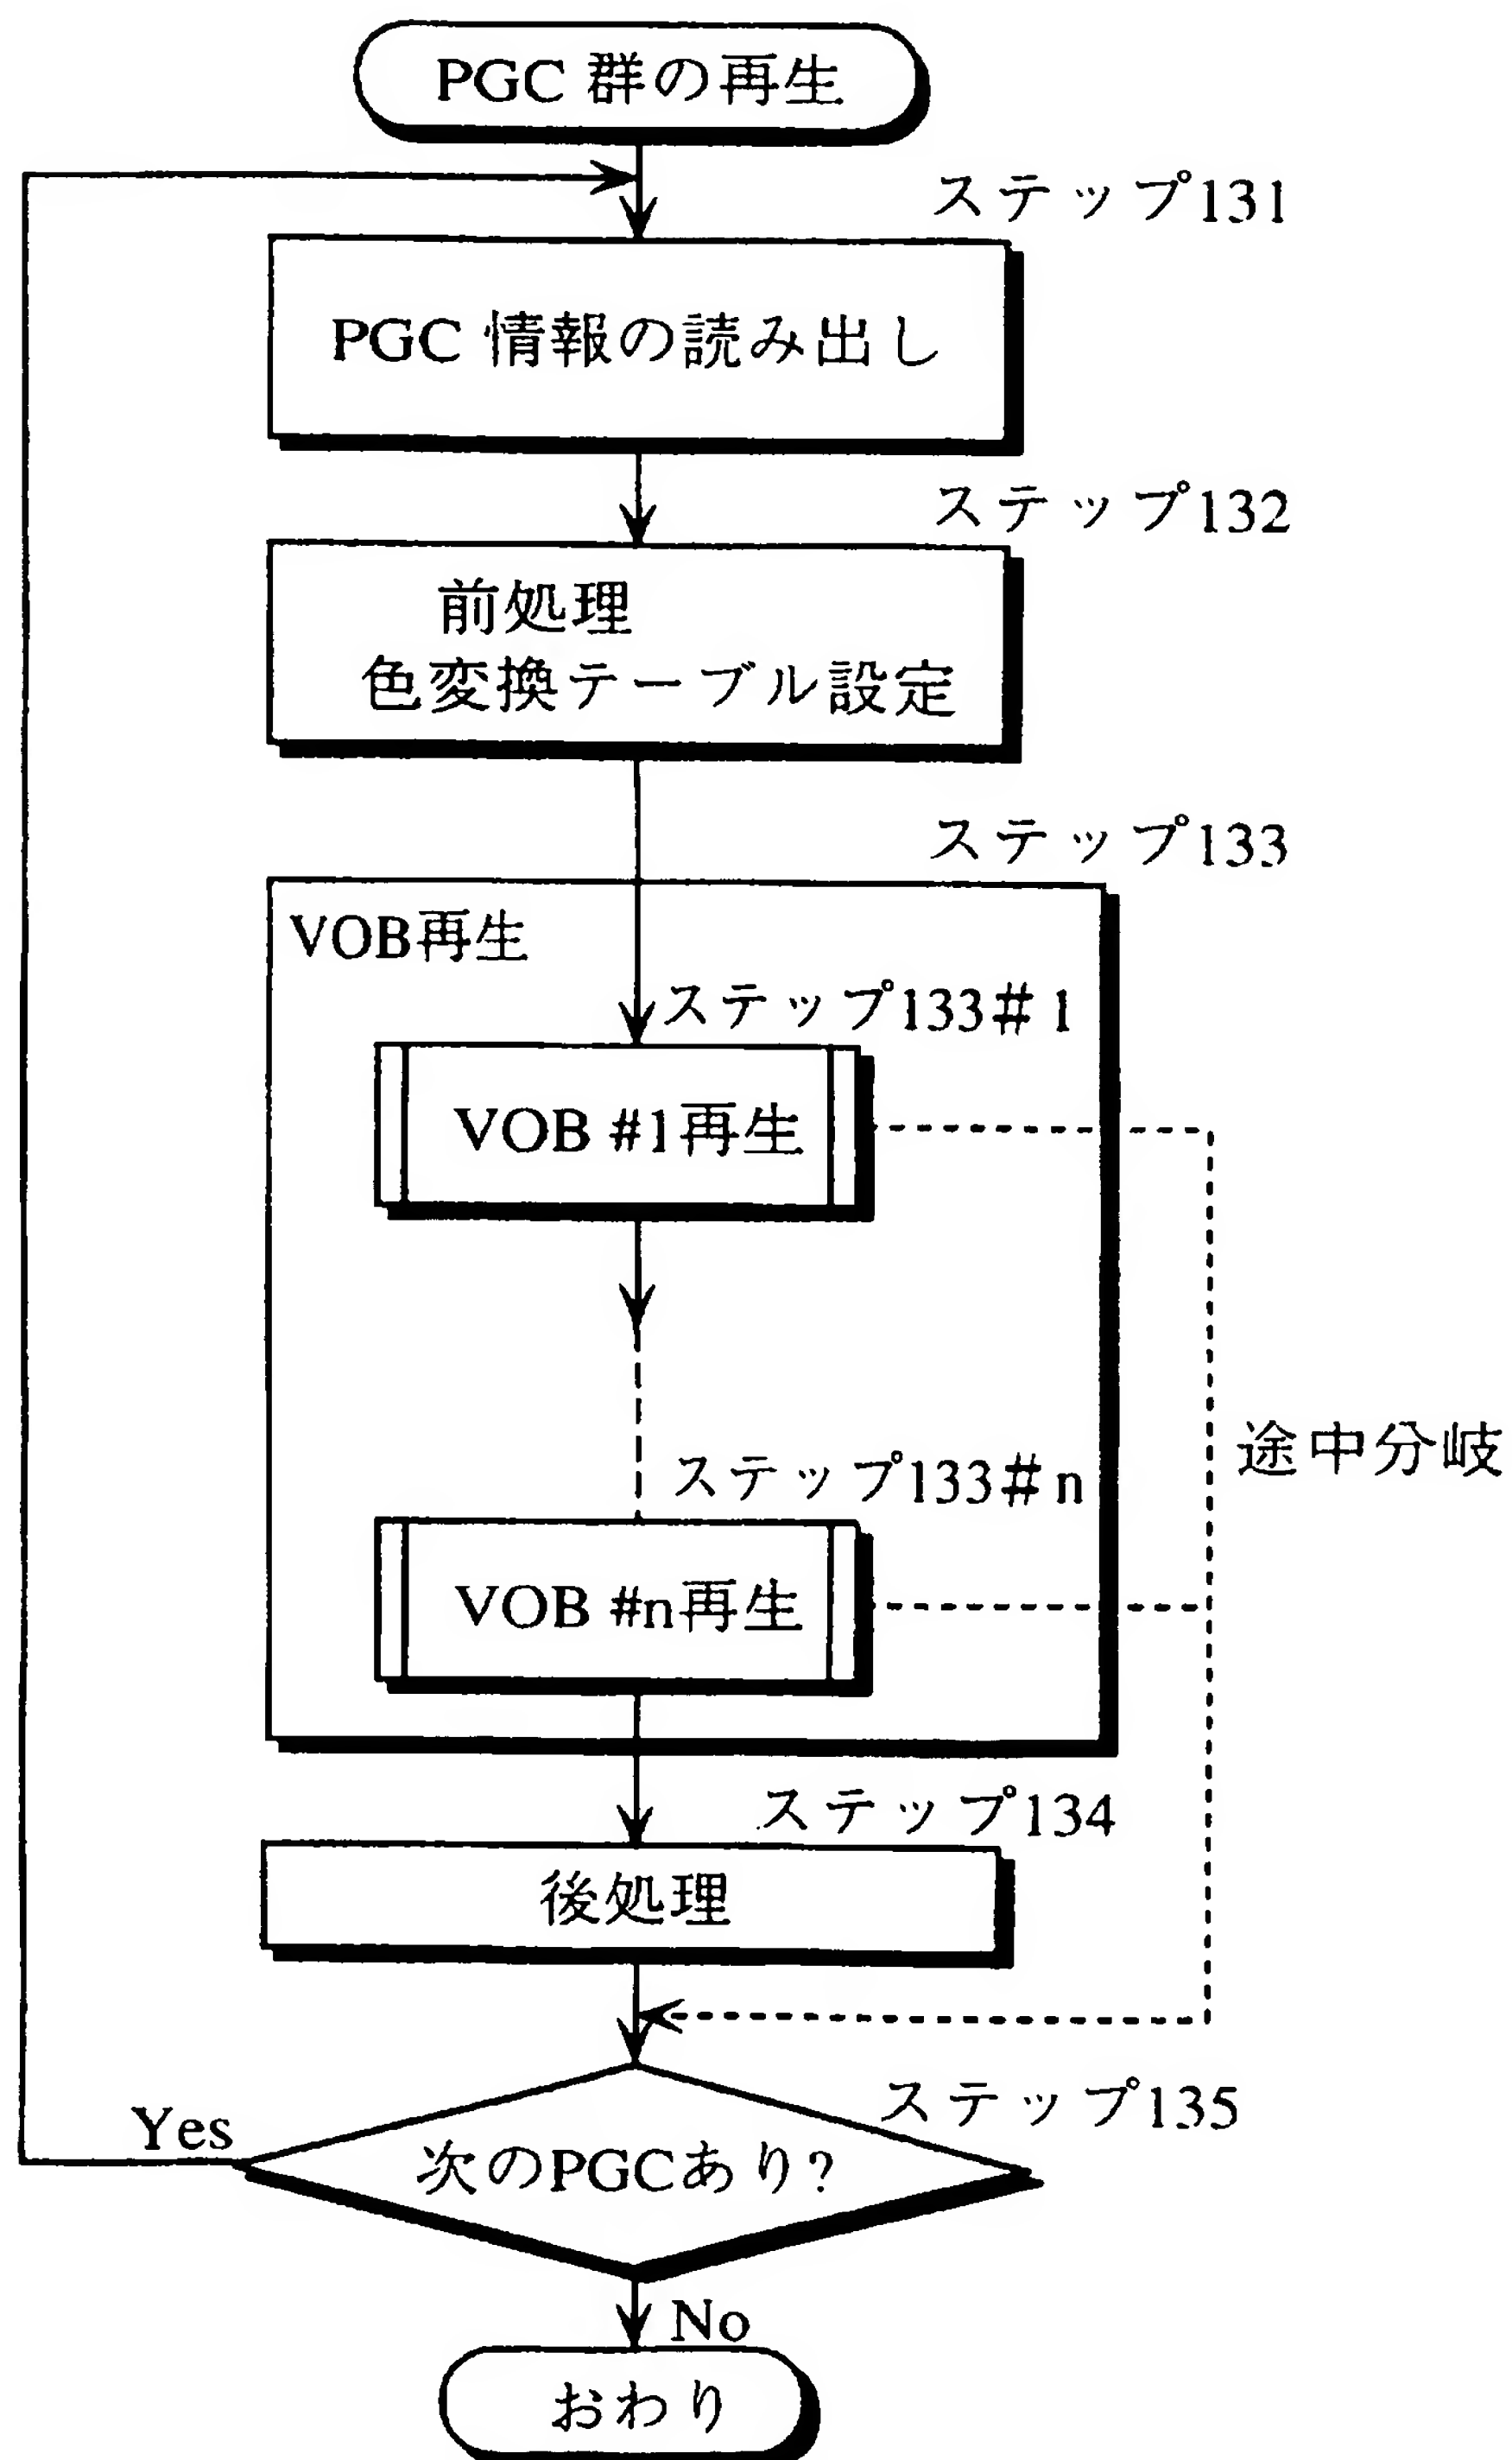 PGC 群の再生
ステップ131
PGC 情報の読み出し
ステップ132
前処理
色変換テーブル設定
ステップ133
VOB再生
ステップ133#1
VOB #1再生
途中分岐
ステップ133#n
VOB #n再生
ステップ134
後処理
ステップ135
Yes
次のPGCあり?
No
おわり